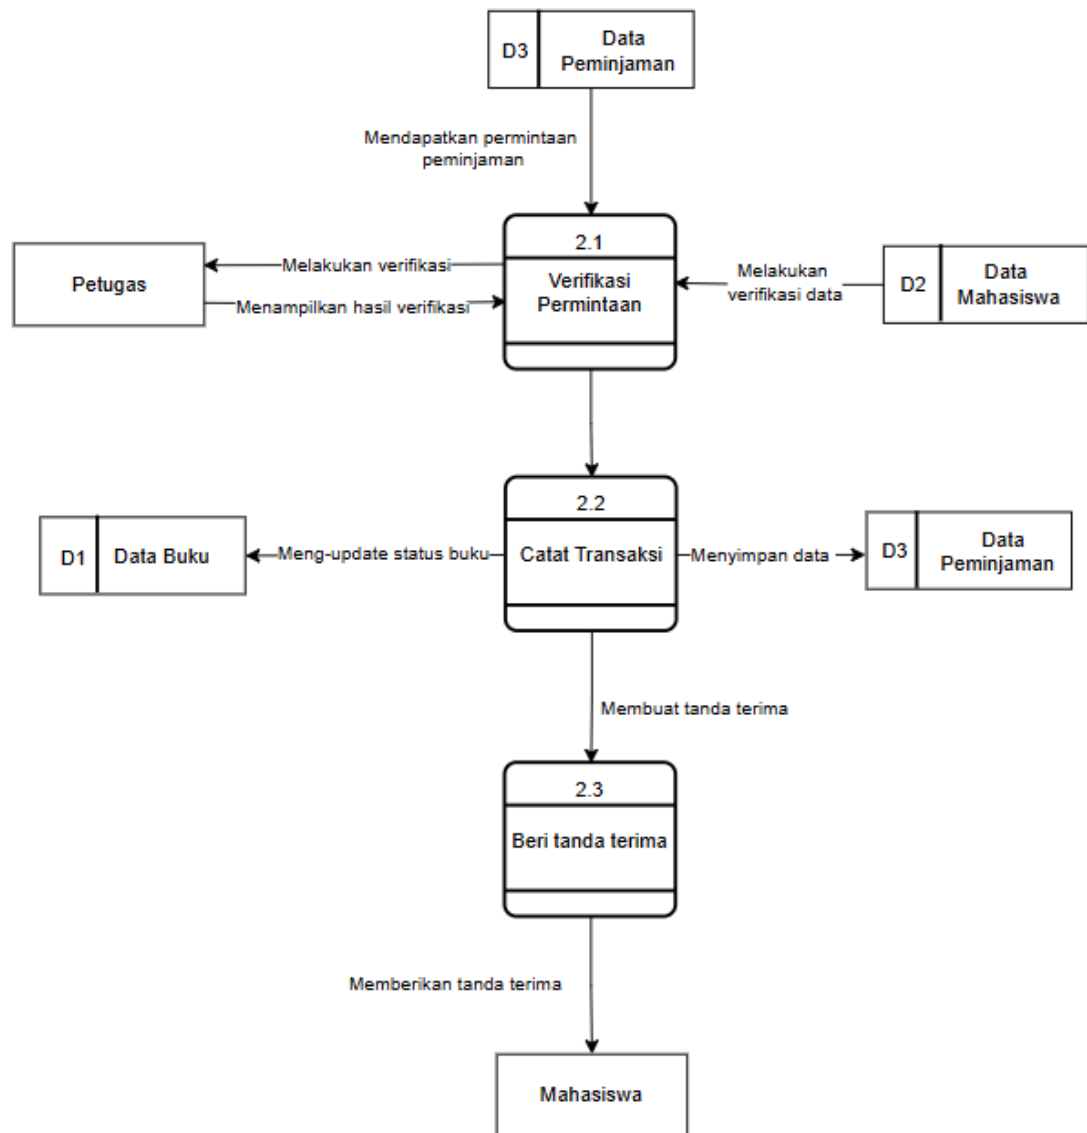 D3
Data
Peminjaman
Mendapatkan permintaan
peminjaman
2.1
Verifikasi
Permintaan
Petugas
Melakukan verifikasi
Menampilkan hasil verifikasi
Melakukan
verifikasi data
D2
Data
Mahasiswa
2.2
Catat Transaksi
D1
Data Buku
Meng-update status buku
Menyimpan data
D3
Data
Peminjaman
Membuat tanda terima
2.3
Beri tanda terima
Memberikan tanda terima
Mahasiswa